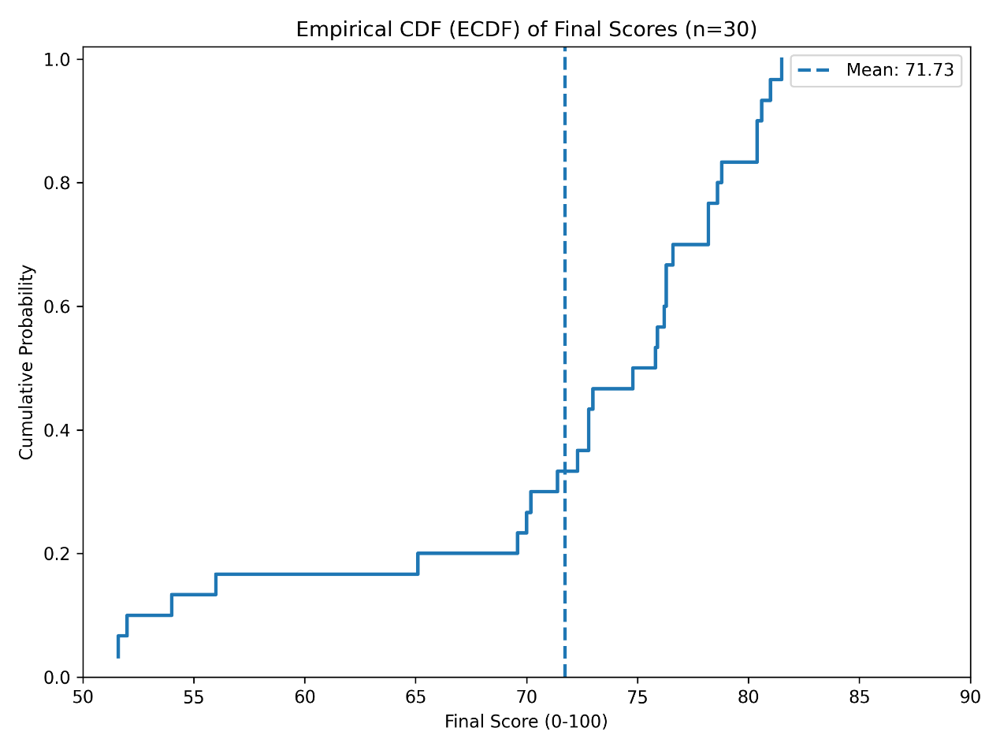 Empirical CDF (ECDF) of Final Scores (n=30)
Mean: 71.73
Cumulative Probability
1.0
0.8
0.6
0.4
0.2
0.0
50 55 60 65 70 75 80 85 90
Final Score (0-100)